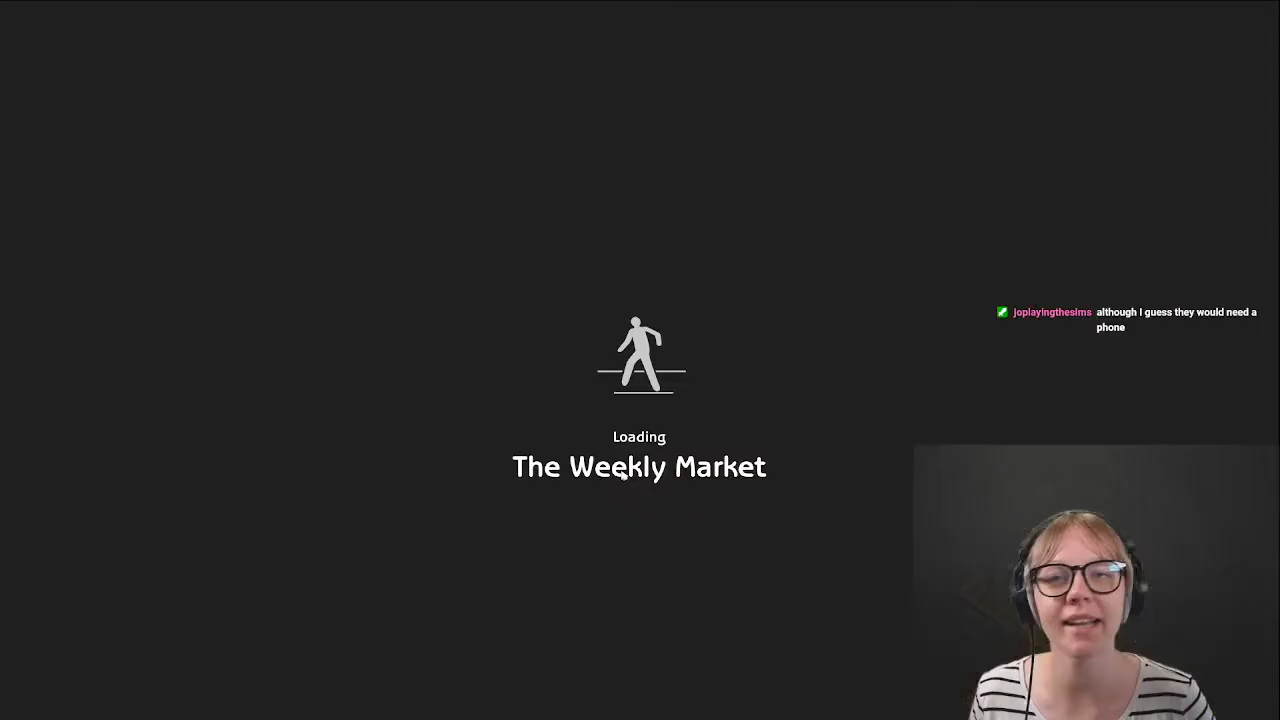 joplayingthesims although I guess they would need a
phone
Loading
The Weekly Market